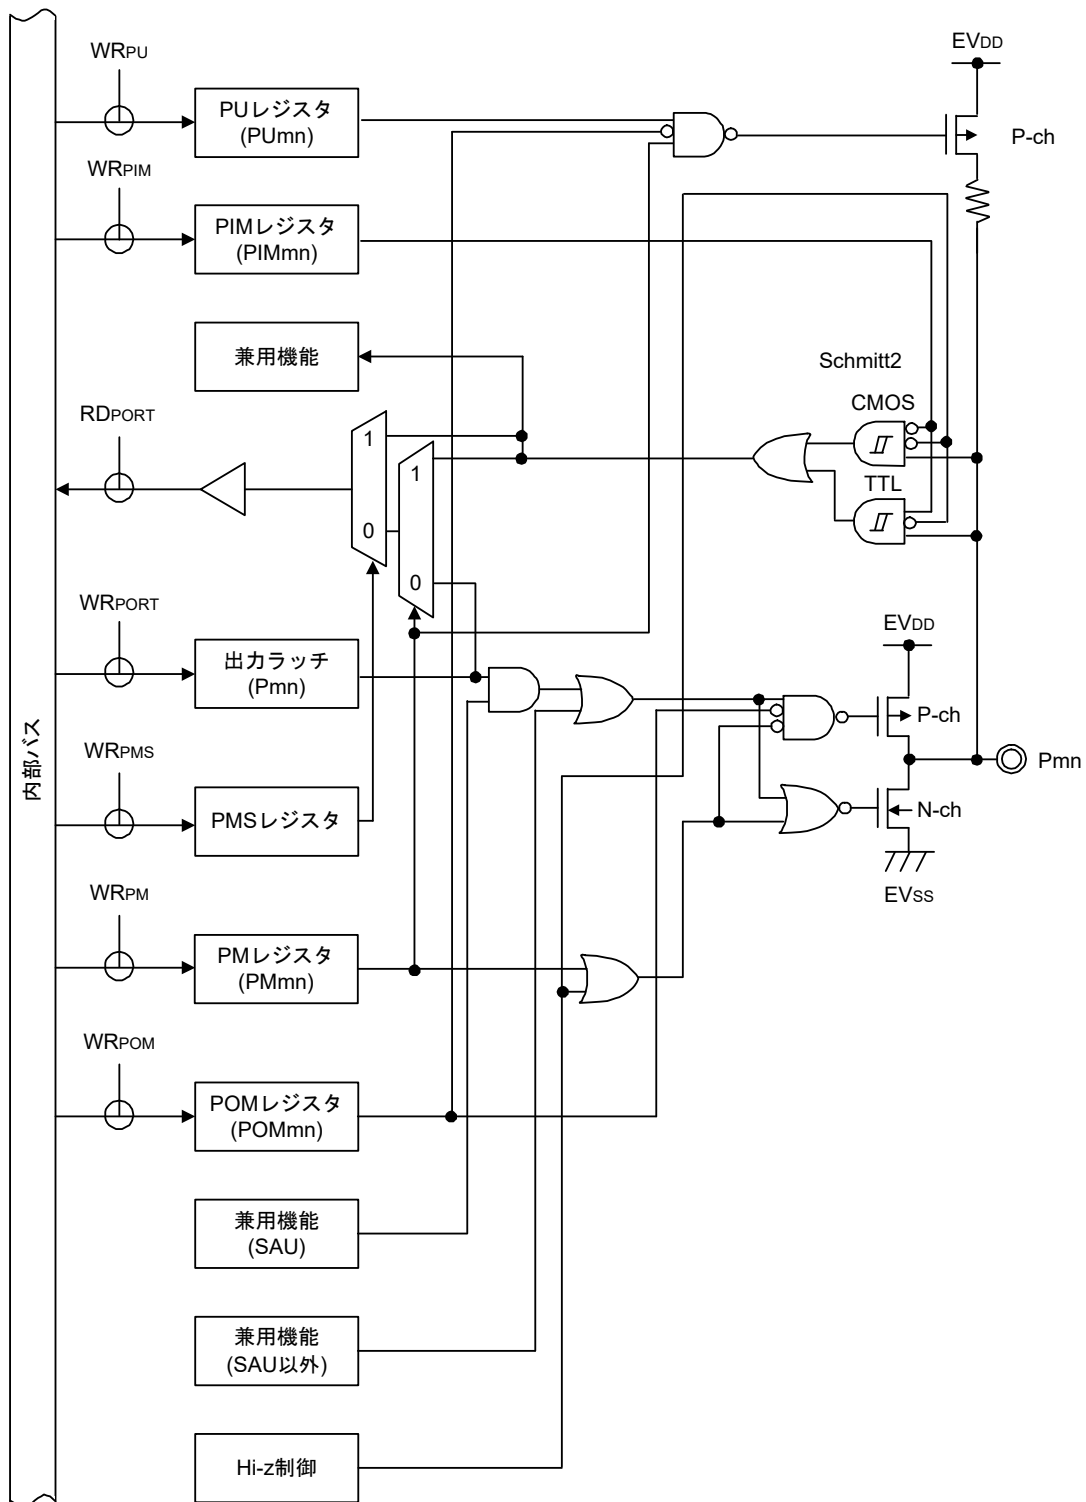 WRPU
EVDD
PUレジスタ
(PUmn)
P-ch
WRPIM
PIMレジスタ
(PIMmn)
兼用機能
Schmitt2
CMOS
RDPORT
1
1
TTL
0
0
WRPORT
EVDD
出力ラッチ
(Pmn)
P-ch
内部バス
WRPMS
Pmn
PMSレジスタ
N-ch
WRPM
EVSS
PMレジスタ
(PMmn)
WRPOM
POMレジスタ
(POMmn)
兼用機能
(SAU)
兼用機能
(SAU以外)
Hi-z制御